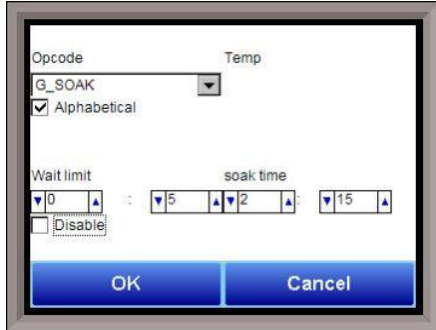 Opcode Temp
G_SOAK
Alphabetical
Wait limit soak time
0 : 5 2 : 15
Disable
OK Cancel